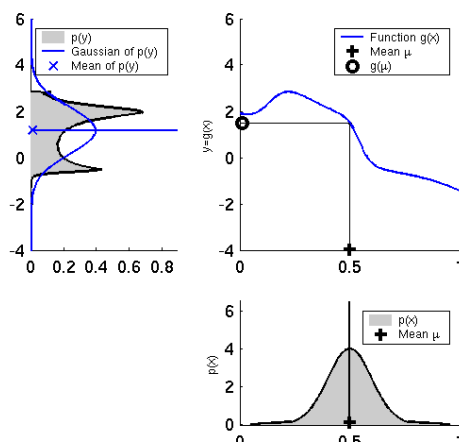 6
4
2
0
-2
-4
0 0.2 0.4 0.6 0.8
p(y)
Gaussian of p(y)
Mean of p(y)
6
4
2
0
-2
-4
0 0.5 1
y=g(x)
Function g(x)
Mean μ
g(μ)
6
4
2
0
0 0.5 1
p(x)
p(x)
Mean μ